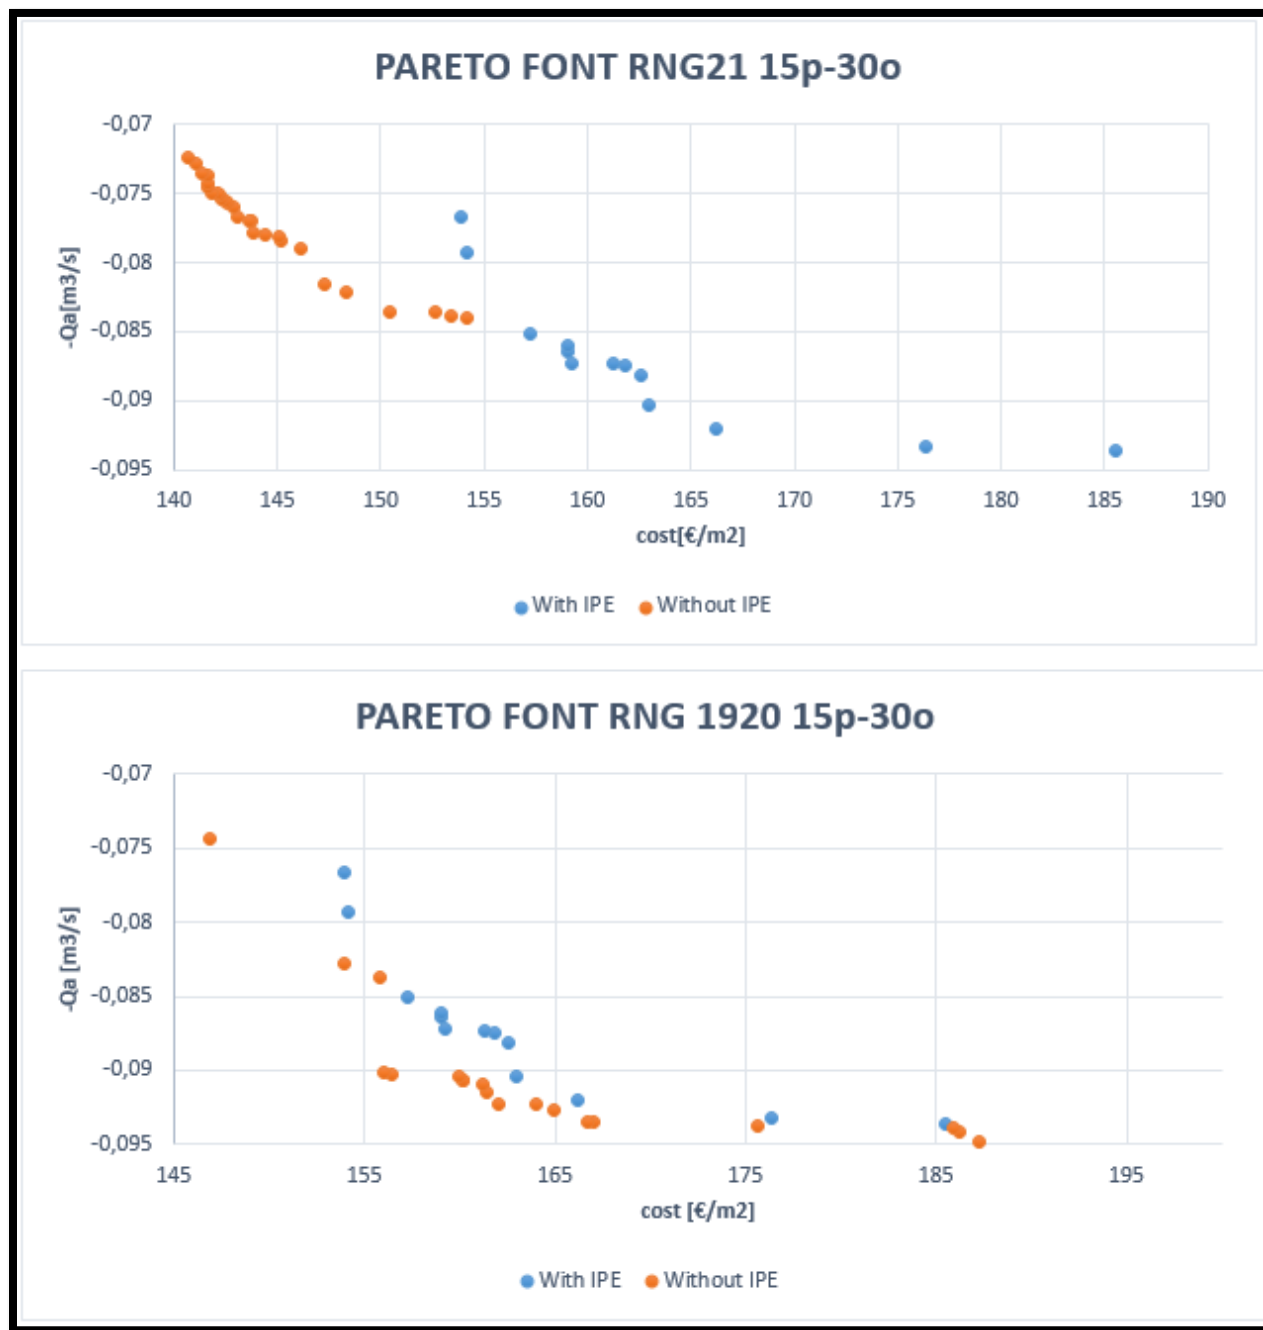 PARETO FONT RNG21 15p-30o
-0,07
-0,075
-0,08
-0,085
-0,09
-0,095
-Qa[m3/s]
140 145 150 155 160 165 170 175 180 185 190
cost[€/m2]
With IPE Without IPE
PARETO FONT RNG 1920 15p-30o
-0,07
-0,075
-0,08
-0,085
-0,09
-0,095
-Qa [m3/s]
145 155 165 175 185 195
cost [€/m2]
With IPE Without IPE